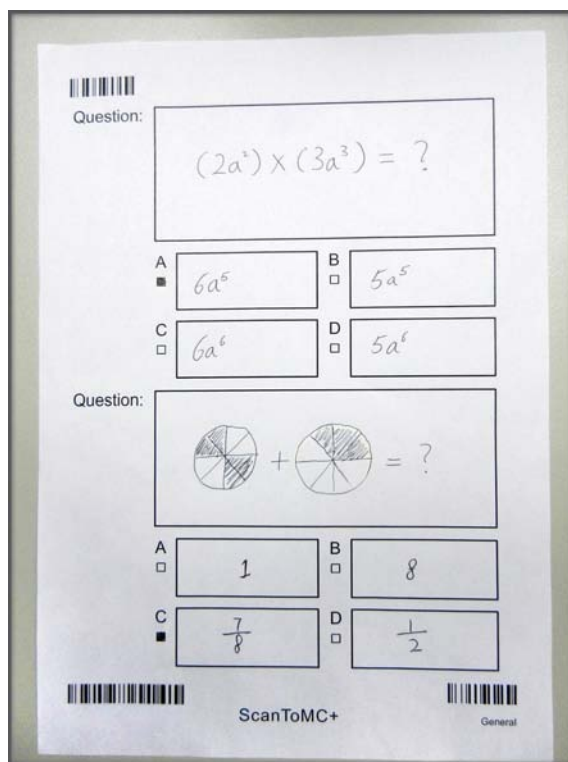 Question:
(2a²) × (3a³) = ?
A
6a⁵
B
5a⁵
C
6a⁶
D
5a⁶
Question:
+ = ?
A
1
B
8
C
7/8
D
1/2
ScanToMC+
General